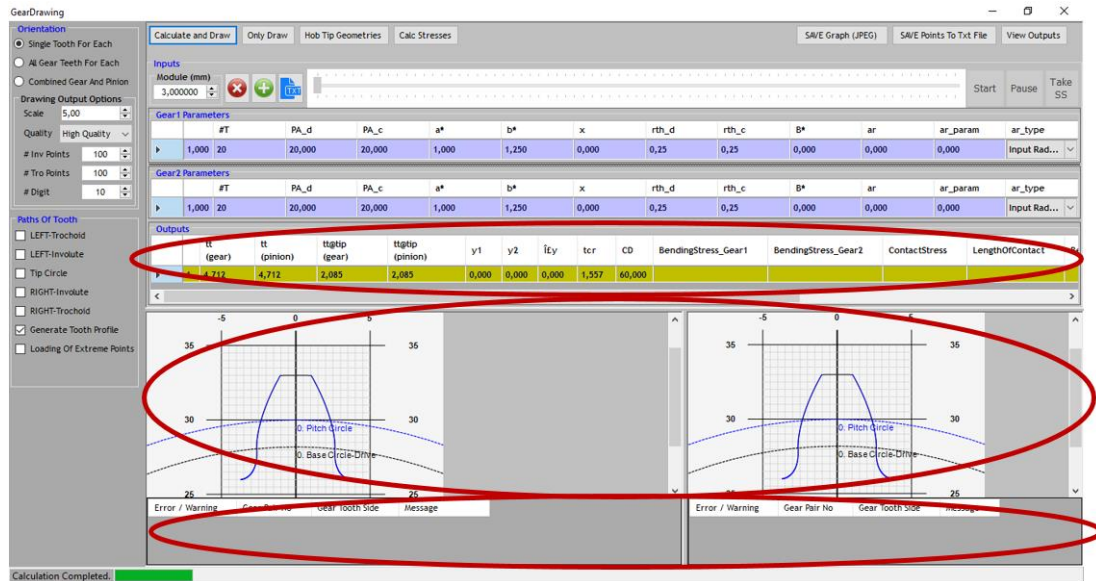 GearDrawing
Orientation
Single Tooth For Each
All Gear Teeth For Each
Combined Gear And Pinion
Drawing Output Options
Scale 5,00
Quality High Quality
# Inv Points 100
# Tro Points 100
# Digit 10
Paths Of Tooth
LEFT-Trochoid
LEFT-Involute
Tip Circle
RIGHT-Involute
RIGHT-Trochoid
Generate Tooth Profile
Loading Of Extreme Points
Calculate and Draw Only Draw Hob Tip Geometries Calc Stresses SAVE Graph (JPEG) SAVE Points To Txt File View Outputs
Inputs
Module (mm)
3,000000 TXT Start Pause Take SS
Gear1 Parameters
#T PA_d PA_c a* b* x rth_d rth_c B* ar ar_param ar_type
1,000 20 20,000 20,000 1,000 1,250 0,000 0,25 0,25 0,000 0,000 0,000 Input Rad...
Gear2 Parameters
#T PA_d PA_c a* b* x rth_d rth_c B* ar ar_param ar_type
1,000 20 20,000 20,000 1,000 1,250 0,000 0,25 0,25 0,000 0,000 0,000 Input Rad...
Outputs
tt (gear) tt (pinion) tt@tip (gear) tt@tip (pinion) y1 y2 Î£y tcr CD BendingStress_Gear1 BendingStress_Gear2 ContactStress LengthOfContact
4,712 4,712 2,085 2,085 0,000 0,000 0,000 1,557 60,000
-5 0 5
35 35
30 30
0. Pitch Circle
0. Base Circle-Drive
25 25
-5 0 5
35 35
30 30
0. Pitch Circle
0. Base Circle-Drive
25 25
Error / Warning Gear Pair No Gear Tooth Side Message
Error / Warning Gear Pair No Gear Tooth Side Message
Calculation Completed.